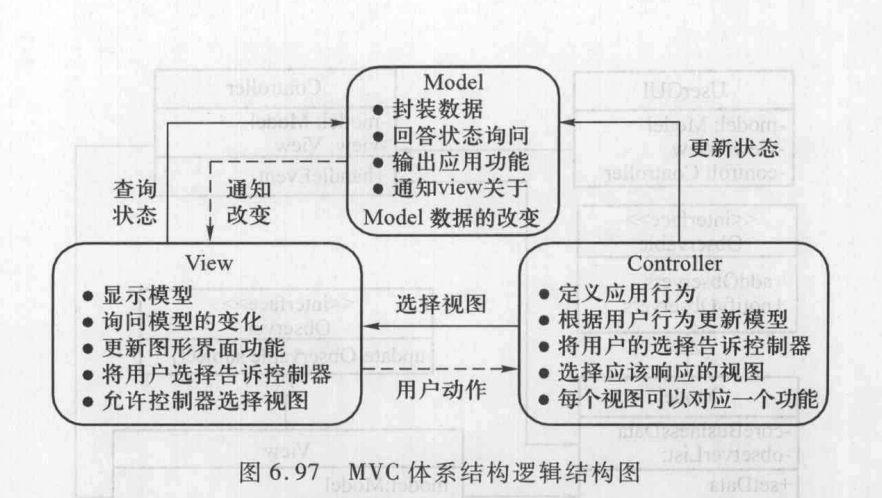 Model
● 封装数据
● 回答状态询问
● 输出应用功能
● 通知view关于
Model 数据的改变
查询
状态
通知
改变
更新状态
View
● 显示模型
● 询问模型的变化
● 更新图形界面功能
● 将用户选择告诉控制器
● 允许控制器选择视图
选择视图
用户动作
Controller
● 定义应用行为
● 根据用户行为更新模型
● 将用户的选择告诉控制器
● 选择应该响应的视图
● 每个视图可以对应一个功能
图 6.97 MVC 体系结构逻辑结构图